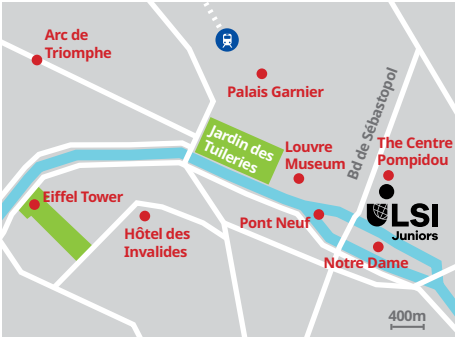 Arc de
Triomphe
Palais Garnier
Bd de Sébastopol
Jardin des
Tuileries
Louvre
Museum
The Centre
Pompidou
Eiffel Tower
Hôtel des
Invalides
Pont Neuf
LSI
Juniors
Notre Dame
400m